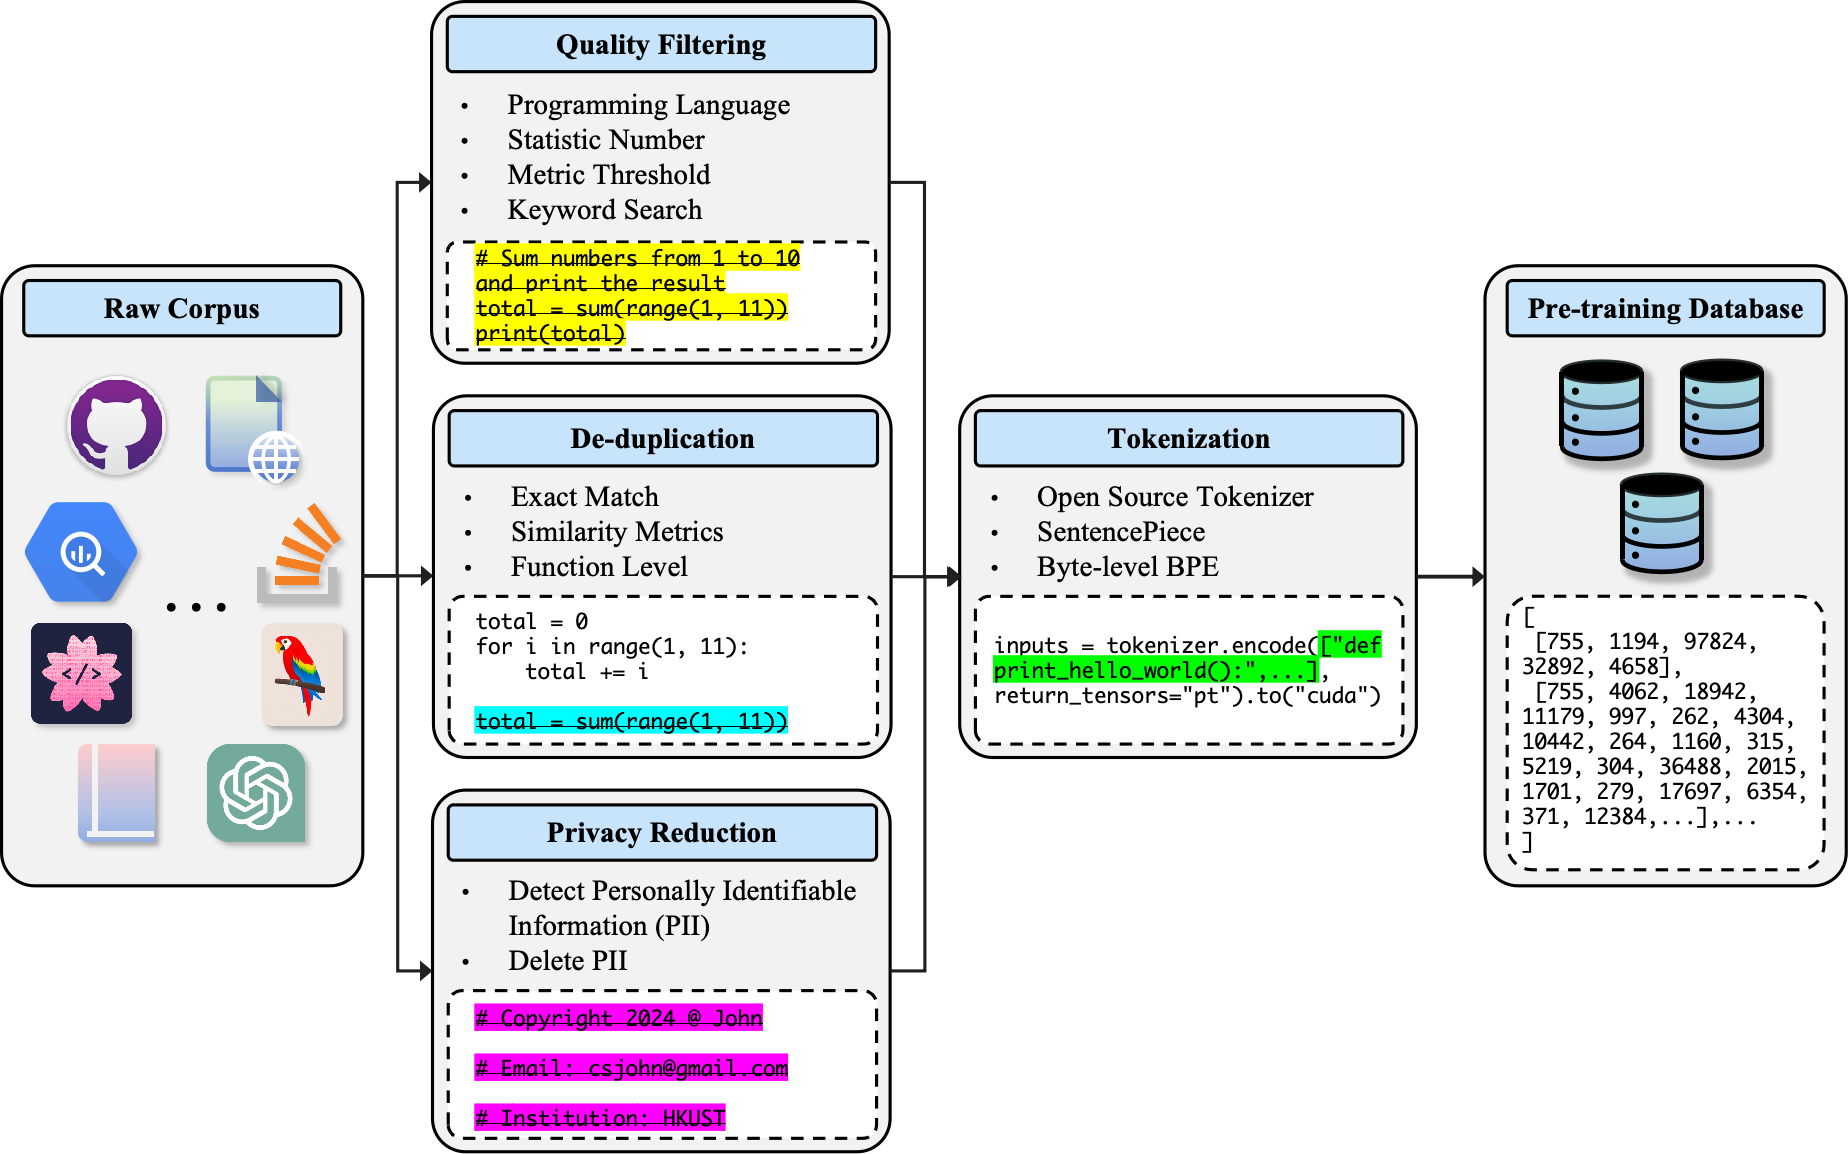 Raw Corpus
</>
Quality Filtering
• Programming Language
• Statistic Number
• Metric Threshold
• Keyword Search
# Sum numbers from 1 to 10
and print the result
total = sum(range(1, 11))
print(total)
De-duplication
• Exact Match
• Similarity Metrics
• Function Level
total = 0
for i in range(1, 11):
    total += i
total = sum(range(1, 11))
Privacy Reduction
• Detect Personally Identifiable
Information (PII)
• Delete PII
# Copyright 2024 @ John
# Email: csjohn@gmail.com
# Institution: HKUST
Tokenization
• Open Source Tokenizer
• SentencePiece
• Byte-level BPE
inputs = tokenizer.encode(["def
print_hello_world():",...],
return_tensors="pt").to("cuda")
Pre-training Database
[
[755, 1194, 97824,
32892, 4658],
[755, 4062, 18942,
11179, 997, 262, 4304,
10442, 264, 1160, 315,
5219, 304, 36488, 2015,
1701, 279, 17697, 6354,
371, 12384,...],...
]